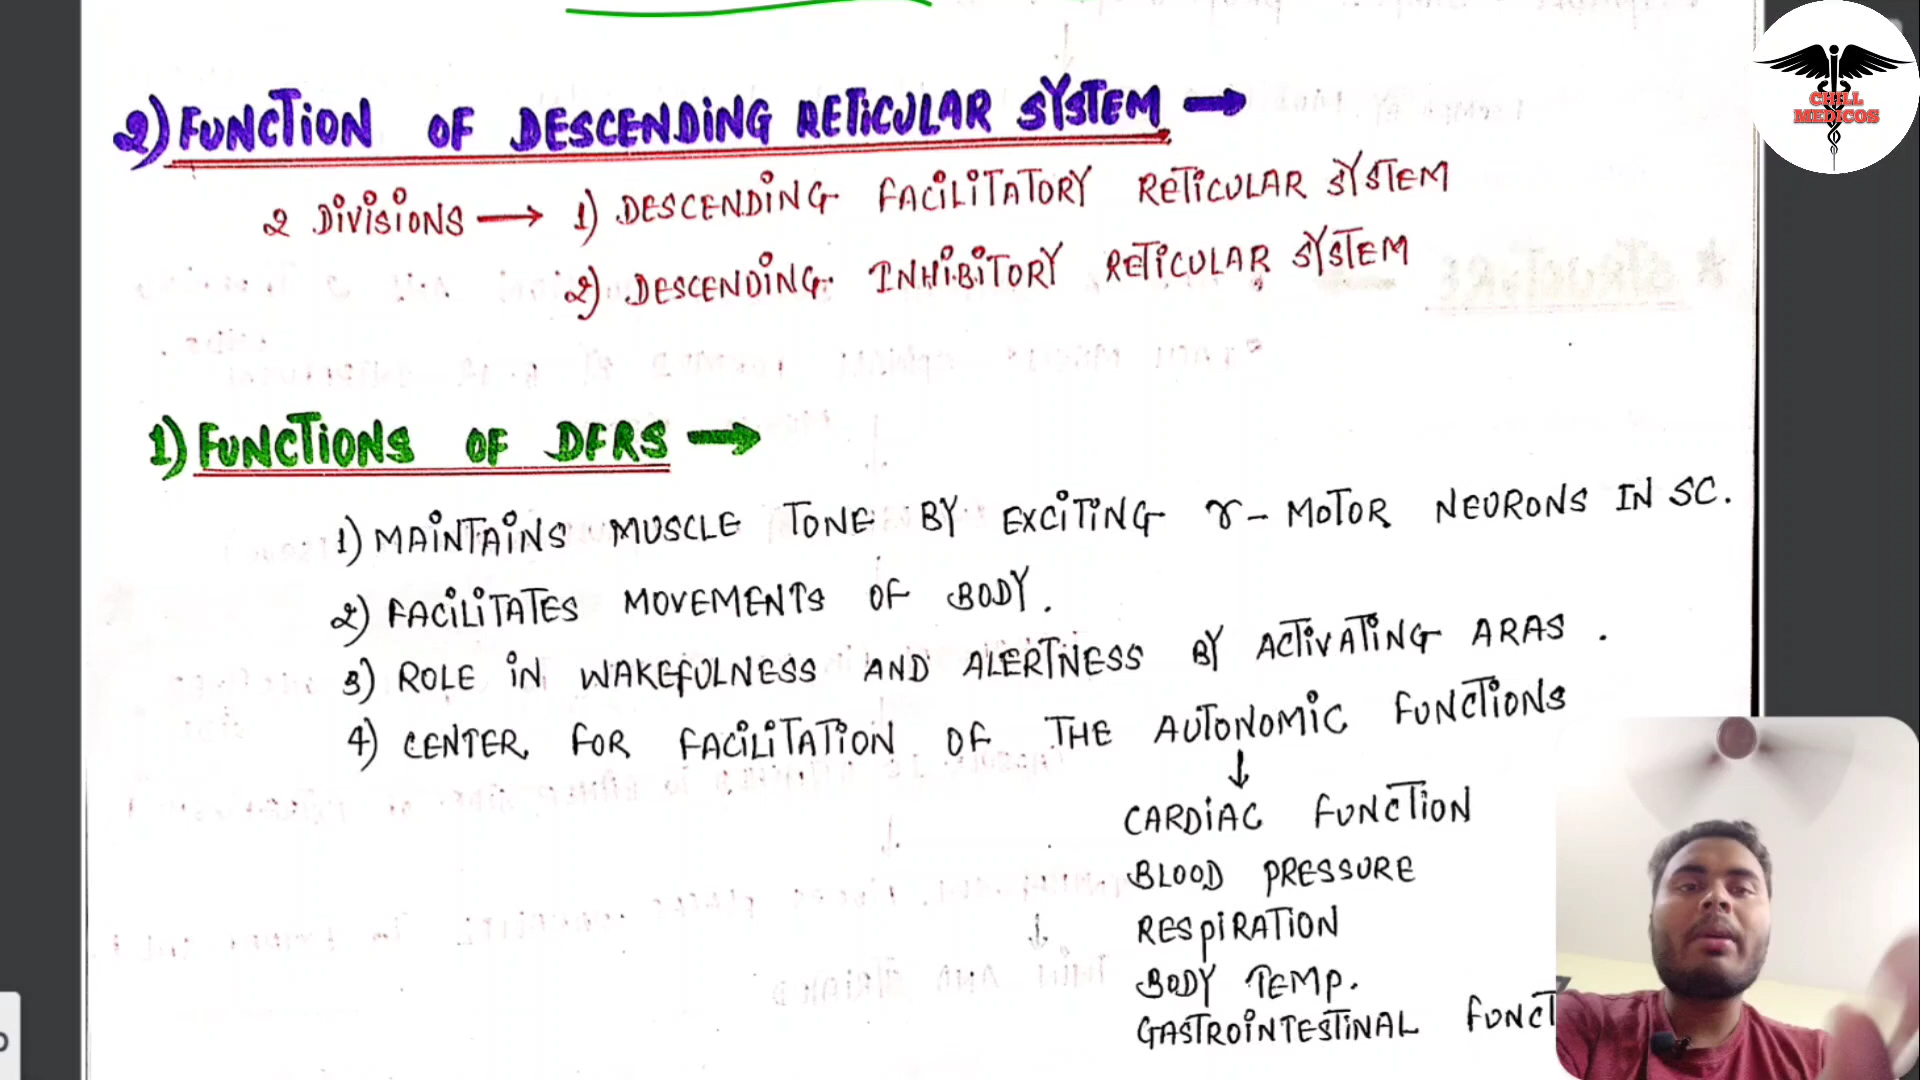 CHILL
MEDICOS
2) FUNCTION OF DESCENDING RETICULAR SYSTEM →
2 DIVISIONS → 1) DESCENDING FACILITATORY RETICULAR SYSTEM
2) DESCENDING INHIBITORY RETICULAR SYSTEM
1) FUNCTIONS OF DFRS →
1) MAINTAINS MUSCLE TONE BY EXCITING γ - MOTOR NEURONS IN SC.
2) FACILITATES MOVEMENTS OF BODY.
3) ROLE IN WAKEFULNESS AND ALERTNESS BY ACTIVATING ARAS.
4) CENTER FOR FACILITATION OF THE AUTONOMIC FUNCTIONS
↓
CARDIAC FUNCTION
BLOOD PRESSURE
RESPIRATION
BODY TEMP.
GASTROINTESTINAL FUNCT